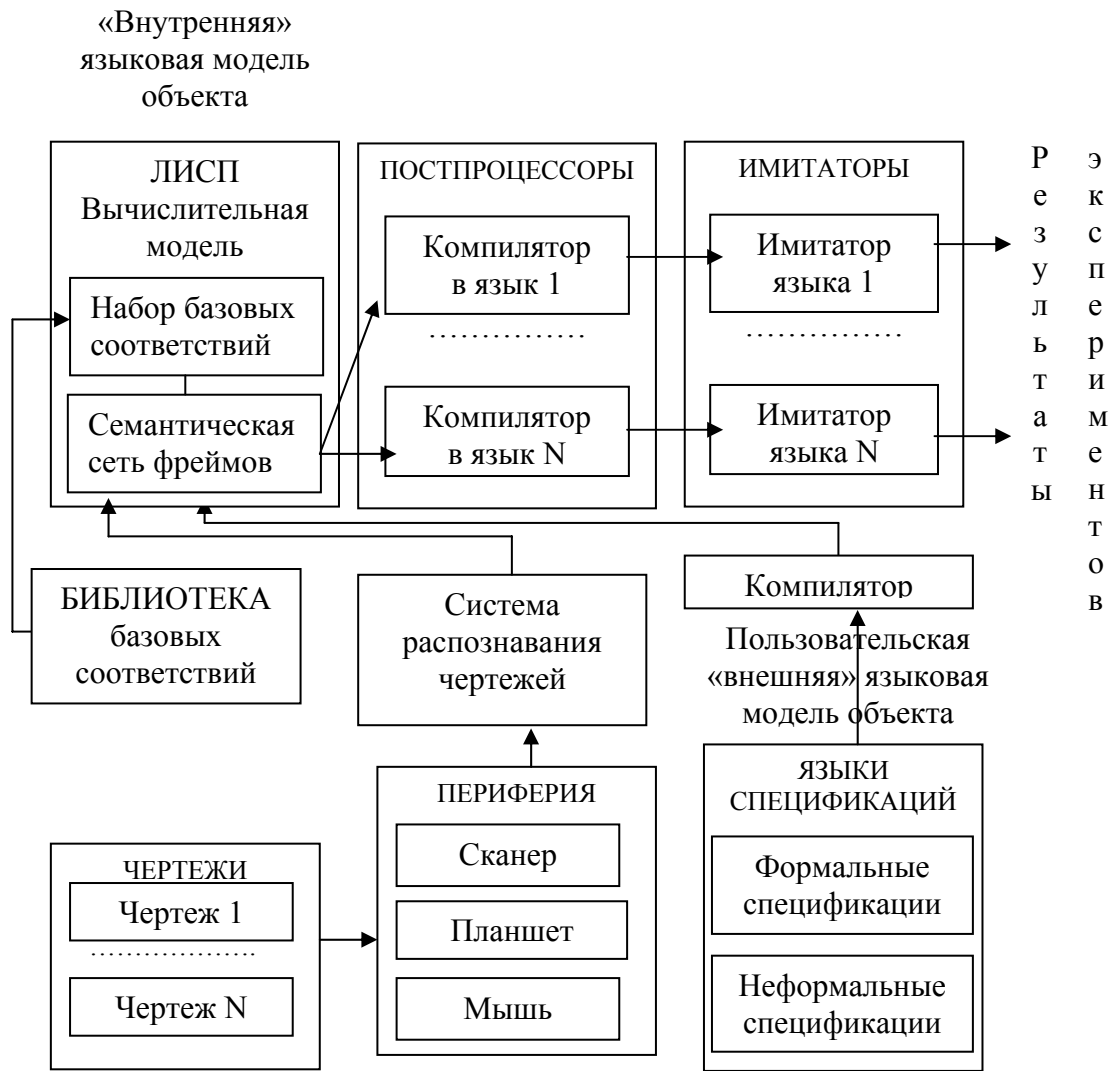 «Внутренняя»
языковая модель
объекта
ЛИСП
Вычислительная
модель
Набор базовых
соответствий
Семантическая
сеть фреймов
ПОСТПРОЦЕССОРЫ
Компилятор
в язык 1
...............
Компилятор
в язык N
ИМИТАТОРЫ
Имитатор
языка 1
...............
Имитатор
языка N
Результаты
экспериментов
БИБЛИОТЕКА
базовых
соответствий
Система
распознавания
чертежей
Компилятор
Пользовательская
«внешняя» языковая
модель объекта
ЧЕРТЕЖИ
Чертеж 1
...............
Чертеж N
ПЕРИФЕРИЯ
Сканер
Планшет
Мышь
ЯЗЫКИ
СПЕЦИФИКАЦИЙ
Формальные
спецификации
Неформальные
спецификации